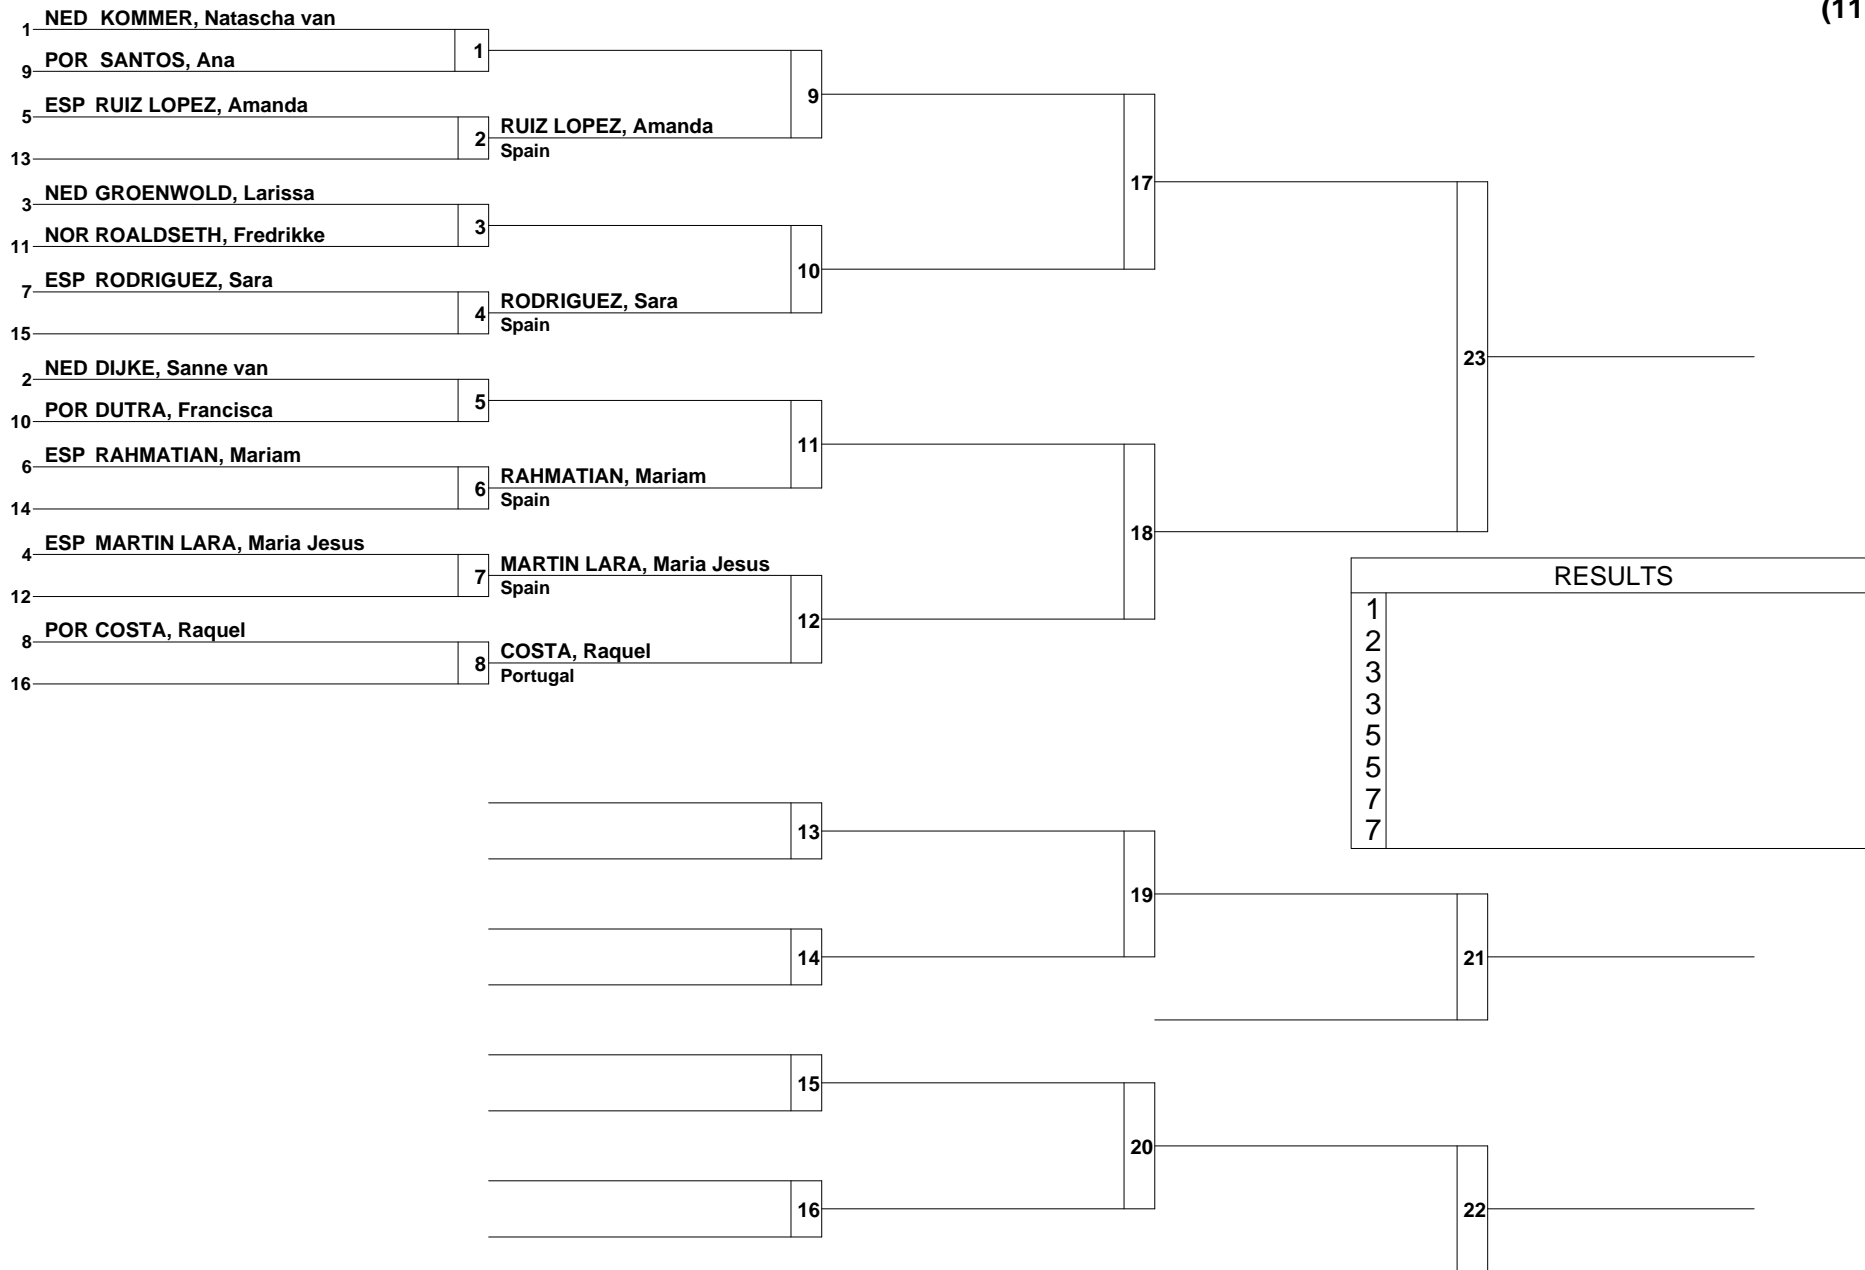 (11
1 NED KOMMER, Natascha van
1
9 POR SANTOS, Ana
9
5 ESP RUIZ LOPEZ, Amanda
2 RUIZ LOPEZ, Amanda
Spain
13
17
3 NED GROENWOLD, Larissa
3
11 NOR ROALDSETH, Fredrikke
10
7 ESP RODRIGUEZ, Sara
4 RODRIGUEZ, Sara
Spain
15
23
2 NED DIJKE, Sanne van
5
10 POR DUTRA, Francisca
11
6 ESP RAHMATIAN, Mariam
6 RAHMATIAN, Mariam
Spain
14
18
4 ESP MARTIN LARA, Maria Jesus
7 MARTIN LARA, Maria Jesus
Spain
12
12
8 POR COSTA, Raquel
8 COSTA, Raquel
Portugal
16
RESULTS
1
2
3
3
5
5
7
7
13
19
14
21
15
20
16
22